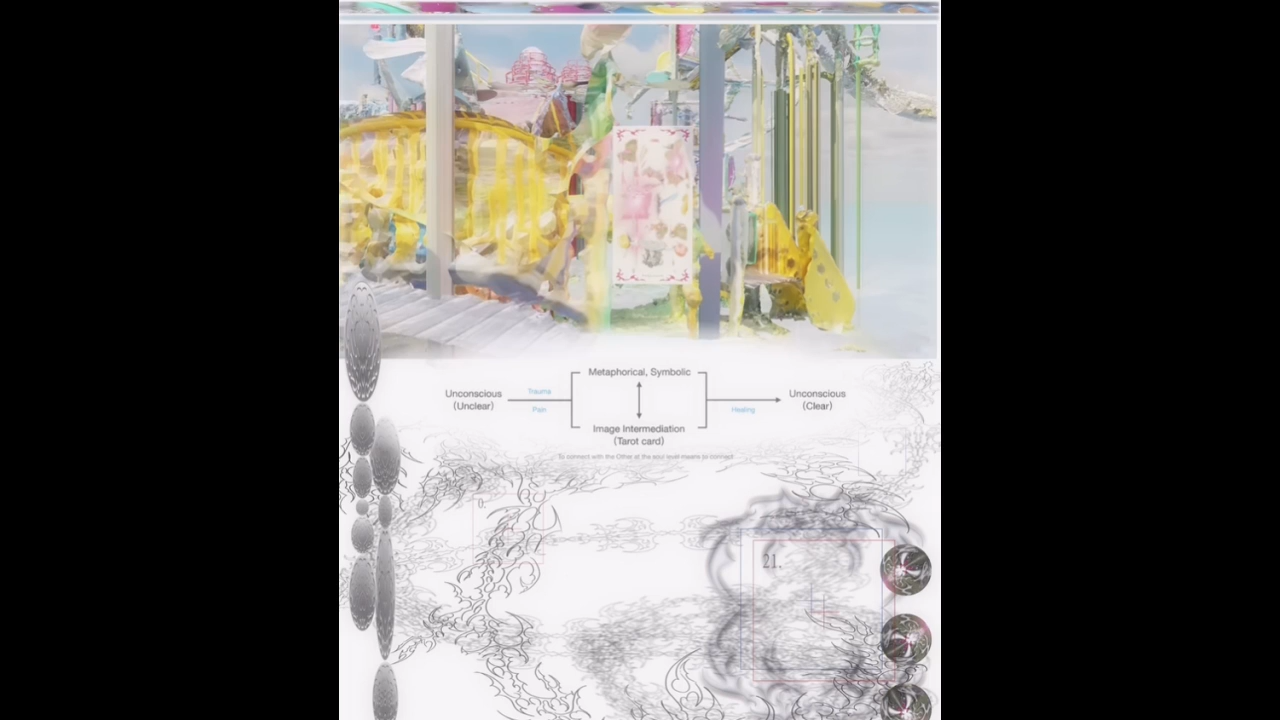 Metaphorical, Symbolic
Unconscious
(Unclear)
Trauma
Pain
Healing
Unconscious
(Clear)
Image Intermediation
(Tarot card)
To connect with the Other at the soul level means to connect
0.
21.